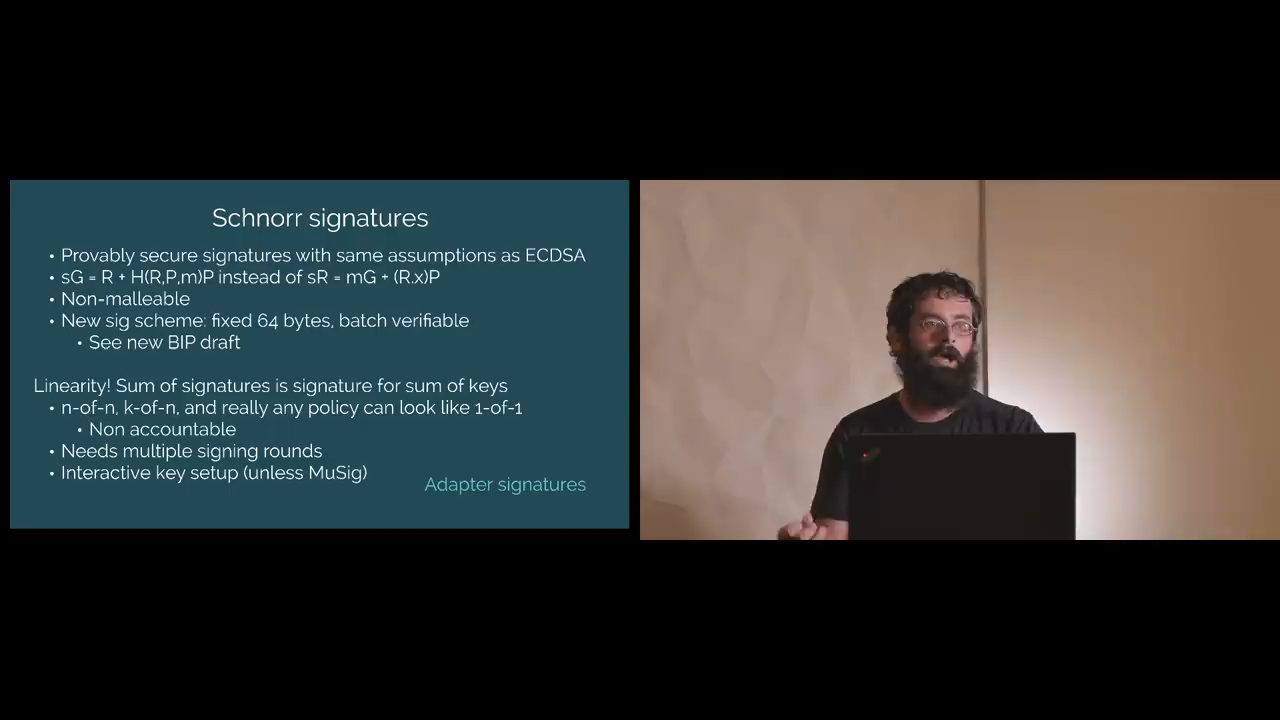 Schnorr signatures
• Provably secure signatures with same assumptions as ECDSA
• sG = R + H(R,P,m)P instead of sR = mG + (R.x)P
• Non-malleable
• New sig scheme: fixed 64 bytes, batch verifiable
• See new BIP draft
Linearity! Sum of signatures is signature for sum of keys
• n-of-n, k-of-n, and really any policy can look like 1-of-1
• Non accountable
• Needs multiple signing rounds
• Interactive key setup (unless MuSig)
Adapter signatures